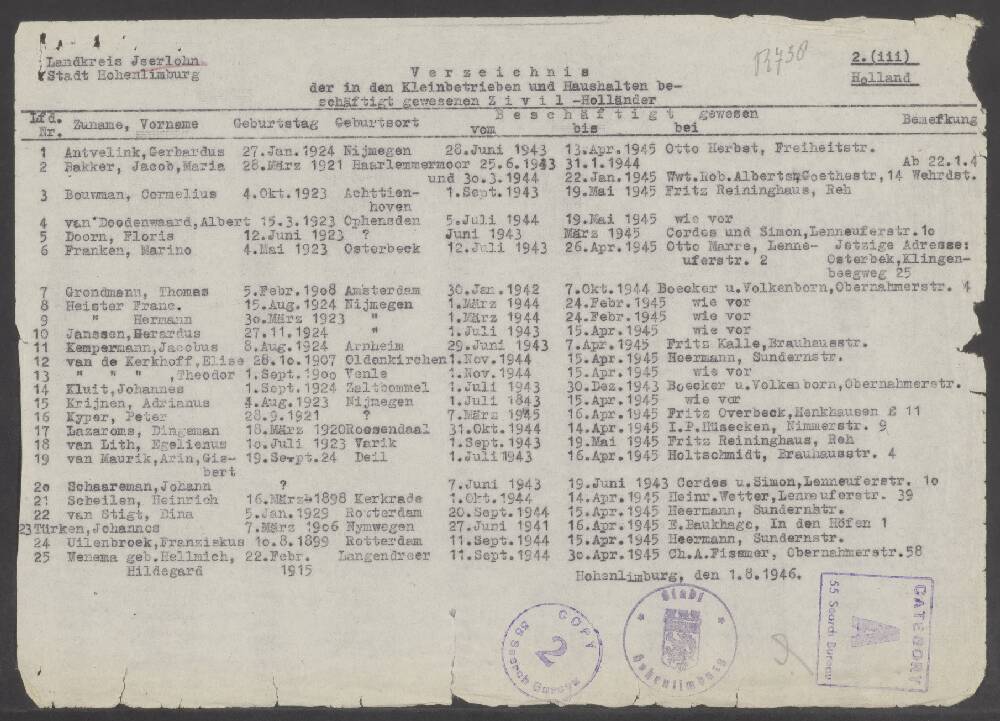 Landkreis Jserlohn
Stadt Hohenlimburg
R738
2.(iii)
Holland
Verzeichnis
der in den Kleinbetrieben und Haushalten be-
schäftigt gewesenen Zivil-Holländer
Lfd. Nr. Zuname, Vorname Geburtstag Geburtsort Beschäftigt gewesen vom bis bei Bemerkung
1 Antvelink,Gerhardus 27.Jan.1924 Nijmegen 28.Juni 1943 13.Apr.1945 Otto Herbst, Freiheitstr.
2 Bakker, Jacob,Maria 28.März 1921 Haarlemmermoor 25.6.1943 31.1.1944 Ab 22.1.4
und 30.3.1944 22.Jan.1945 Wwt.Rob.Alberts,Goethestr,14 Wehrdst.
3 Bouwman, Cornelius 4.Okt.1923 Achttien- 1.Sept.1943 19.Mai 1945 Fritz Reininghaus, Reh
hoven
4 van Doodenwaard,Albert 15.3.1923 Ophensden 5.Juli 1944 19.Mai 1945 wie vor
5 Doorn, Floris 12.Juni 1923 ? Juni 1943 März 1945 Cordes und Simon,Lenneuferstr.10
6 Franken, Marino 4.Mai 1923 Osterbeck 12.Juli 1943 26.Apr.1945 Otto Marre, Lenne- Jetzige Adresse:
uferstr. 2 Osterbek,Klingen-
beegweg 25
7 Grondmann, Thomas 5.Febr.1908 Amsterdam 30.Jan.1942 7.Okt.1944 Boecker u.Volkenborn,Obernahmerstr. 4
8 Heister Franc. 15.Aug.1924 Nijmegen 1.März 1944 24.Febr.1945 wie vor
9 " Hermann 30.März 1923 " 1.März 1944 24.Febr.1945 wie vor
10 Janssen,Gerardus 27.11.1924 " 1.Juli 1943 15.Apr.1945 wie vor
11 Kempermann,Jacobus 8.Aug.1924 Arnheim 29.Juni 1943 7.Apr.1945 Fritz Kalle,Brauhausstr.
12 van de Kerkhoff,Elise 28.10.1907 Oldenkirchen 1.Nov.1944 15.Apr.1945 Heermann, Sundernstr.
13 " " " ,Theodor 1.Sept.1900 Venle 1.Nov.1944 15.Apr.1945 wie vor
14 Kluit,Johannes 1.Sept.1924 Zaltbommel 1.Juli 1943 30.Dez.1943 Boecker u.Volkenborn,Obernahmerstr.
15 Krijnen, Adrianus 4.Aug.1923 Nijmegen 1.Juli 1843 15.Apr.1945 wie vor
16 Kyper, Peter 28.9.1921 ? 7.März 1945 16.Apr.1945 Fritz Overbeck,Henkhausen E 11
17 Lazaroms, Dingeman 18.März 1920 Roosendaal 31.Okt.1944 14.Apr.1945 I.P.Hüsecken, Nimmerstr. 9
18 van Lith, Egelienus 10.Juli 1923 Varik 1.Sept.1943 19.Mai 1945 Fritz Reininghaus, Reh
19 van Maurik,Arin,Gis- 19.Sept.24 Deil 1.Juli 1943 16.Apr.1945 Holtschmidt, Brauhausstr. 4
bert
20 Schaareman,Johann ? 7.Juni 1943 19.Juni 1943 Cordes u.Simon,Lenneuferstr. 10
21 Scheilen, Heinrich 16.März 1898 Kerkrade 1.Okt.1944 14.Apr.1945 Heinr.Wetter,Lenneuferstr. 39
22 van Stigt, Dina 5.Jan.1929 Rotterdam 20.Sept.1944 15.Apr.1945 Heermann, Sundernstr.
23 Türken,Johannes 7.März 1906 Nymwegen 27.Juni 1941 16.Apr.1945 E.Baukhage, In den Höfen 1
24 Uilenbroek,Franziskus 10.8.1899 Rotterdam 11.Sept.1944 15.Apr.1945 Heermann, Sundernstr.
25 Wenema geb.Hellmich, 22.Febr. Langendreer 11.Sept.1944 30.Apr.1945 Ch.A.Fissmer, Obernahmerstr.58
Hildegard 1915
Hohenlimburg, den 1.8.1946.
COPY
2
55 Search Bureau
Stadt
Hohenlimburg
CATEGORY
A
55 Search Bureau